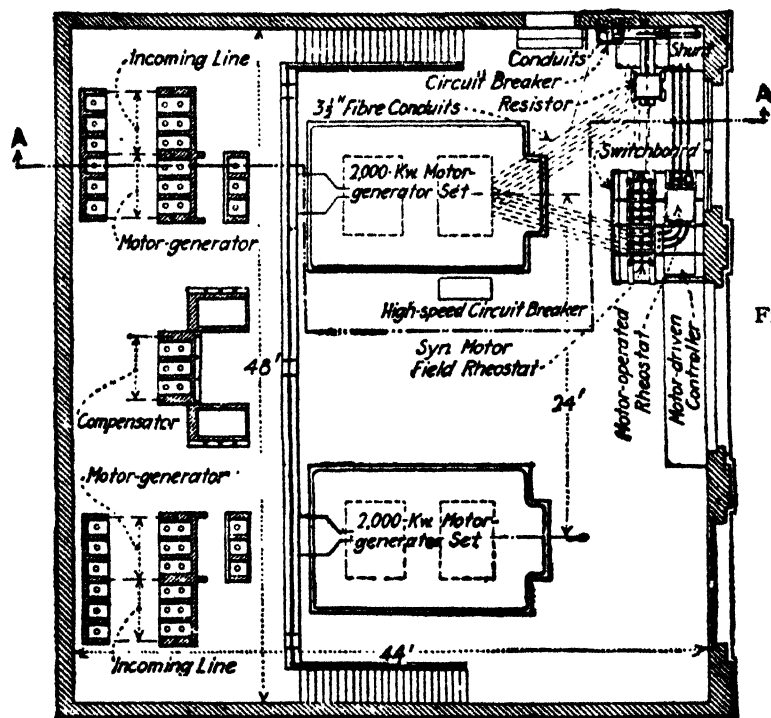 Incoming Line
Conduits
Shunt
Circuit Breaker
Resistor
3½" Fibre Conduits
A
A
Switchboard
2,000-Kw. Motor-
generator Set
Motor-generator
High-speed Circuit Breaker
F
Syn. Motor
Field Rheostat
48'
24'
Motor-operated
Rheostat
Motor-driven
Controller
Compensator
Motor-generator
2,000-Kw. Motor-
generator Set
44'
Incoming Line